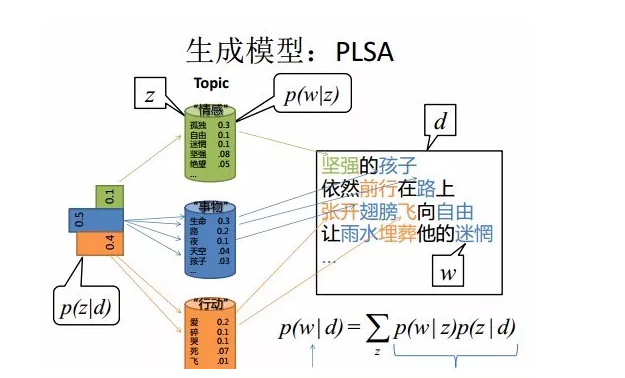 生成模型：PLSA
Topic
z
p(w|z)
"情感"
孤独 0.3
自由 0.1
迷惘 0.1
坚强 .08
绝望 .05
...
d
坚强的孩子
依然前行在路上
张开翅膀飞向自由
让雨水埋葬他的迷惘
...
w
0.1
0.5
0.4
p(z|d)
"事物"
生命 0.3
路 0.2
夜 0.1
天空 .04
孩子 .03
...
"行动"
爱 0.2
碎 0.1
哭 0.1
死 .07
飞 .01
p(w|d)=∑p(w|z)p(z|d)
z